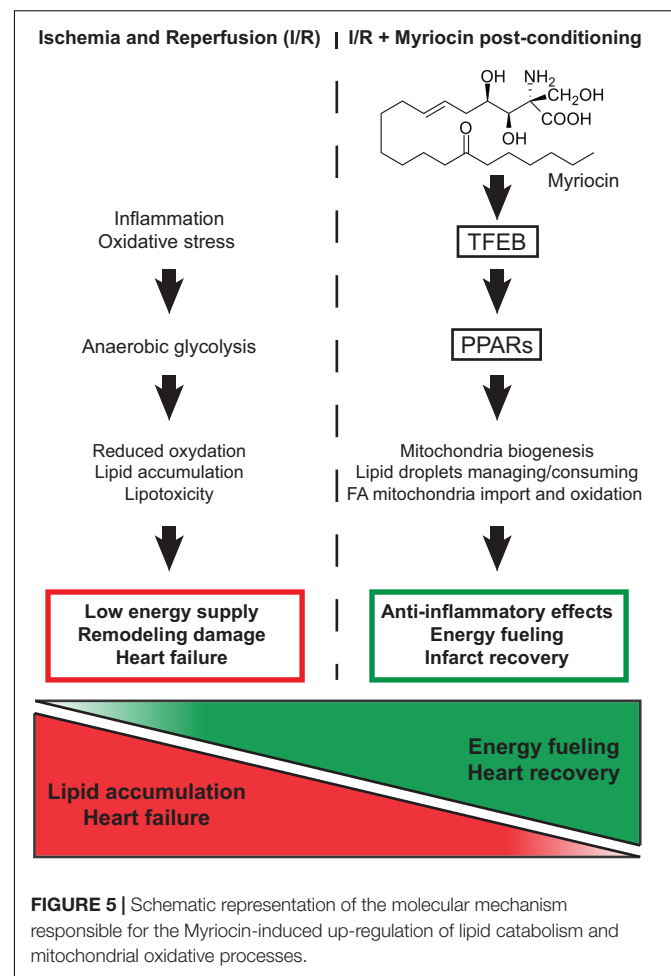 Ischemia and Reperfusion (I/R)
I/R + Myriocin post-conditioning
OH
NH2
CH2OH
COOH
OH
O
Myriocin
Inflammation
Oxidative stress
TFEB
Anaerobic glycolysis
PPARs
Reduced oxydation
Lipid accumulation
Lipotoxicity
Mitochondria biogenesis
Lipid droplets managing/consuming
FA mitochondria import and oxidation
Low energy supply
Remodeling damage
Heart failure
Anti-inflammatory effects
Energy fueling
Infarct recovery
Energy fueling
Heart recovery
Lipid accumulation
Heart failure
FIGURE 5 | Schematic representation of the molecular mechanism
responsible for the Myriocin-induced up-regulation of lipid catabolism and
mitochondrial oxidative processes.